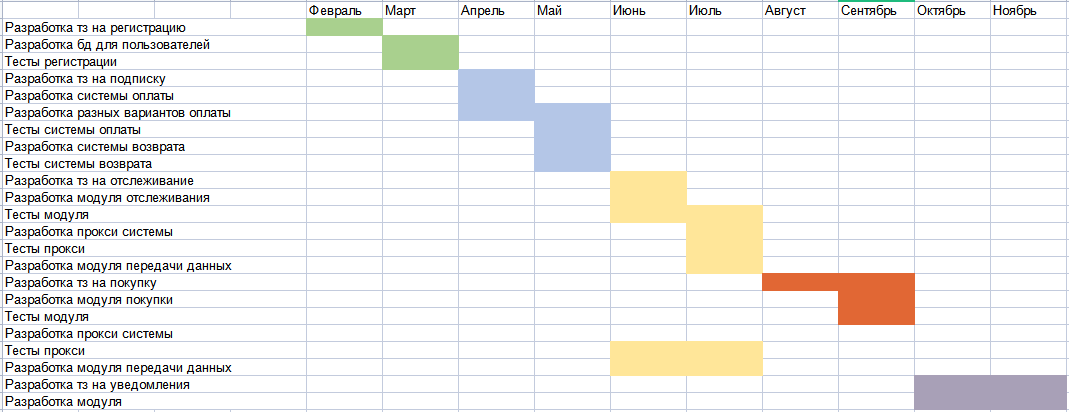 Февраль Март Апрель Май Июнь Июль Август Сентябрь Октябрь Ноябрь
Разработка тз на регистрацию
Разработка бд для пользователей
Тесты регистрации
Разработка тз на подписку
Разработка системы оплаты
Разработка разных вариантов оплаты
Тесты системы оплаты
Разработка системы возврата
Тесты системы возврата
Разработка тз на отслеживание
Разработка модуля отслеживания
Тесты модуля
Разработка прокси системы
Тесты прокси
Разработка модуля передачи данных
Разработка тз на покупку
Разработка модуля покупки
Тесты модуля
Разработка прокси системы
Тесты прокси
Разработка модуля передачи данных
Разработка тз на уведомления
Разработка модуля